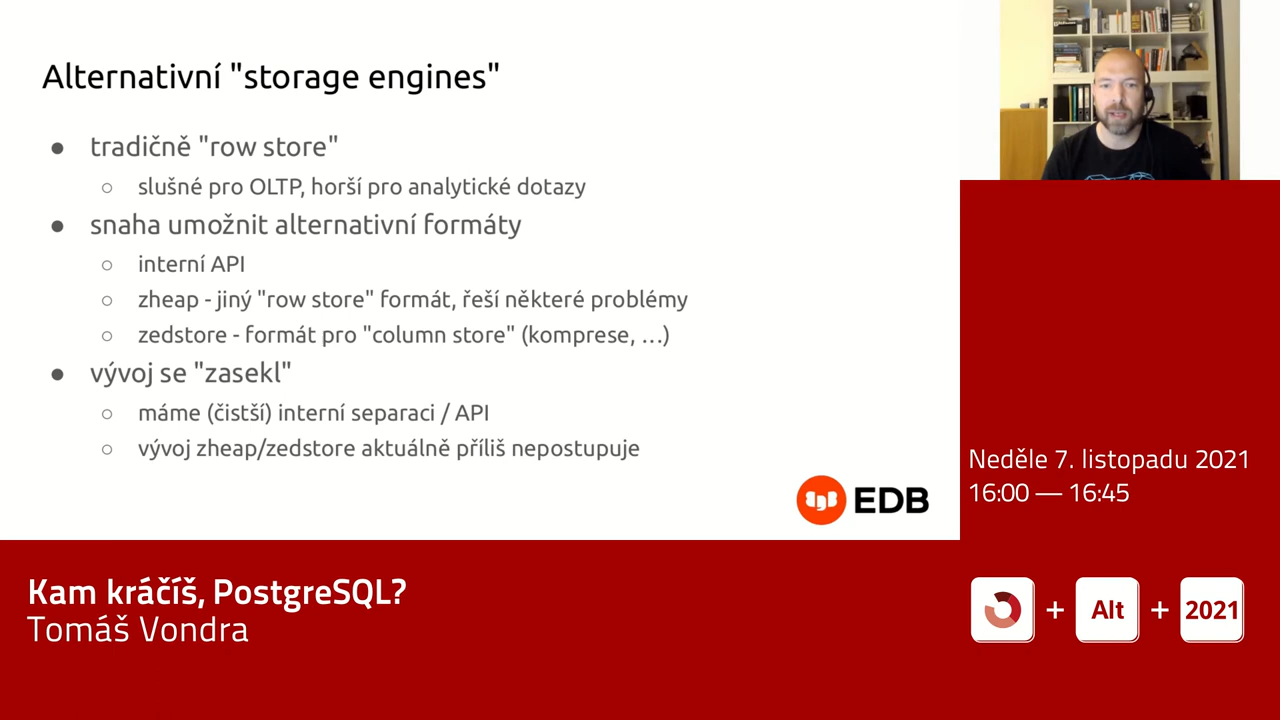 Alternativní "storage engines"
● tradičně "row store"
○ slušné pro OLTP, horší pro analytické dotazy
● snaha umožnit alternativní formáty
○ interní API
○ zheap - jiný "row store" formát, řeší některé problémy
○ zedstore - formát pro "column store" (komprese, …)
● vývoj se "zasekl"
○ máme (čistší) interní separaci / API
○ vývoj zheap/zedstore aktuálně příliš nepostupuje
EDB
Neděle 7. listopadu 2021
16:00 — 16:45
Kam kráčíš, PostgreSQL?
Tomáš Vondra
+ Alt + 2021